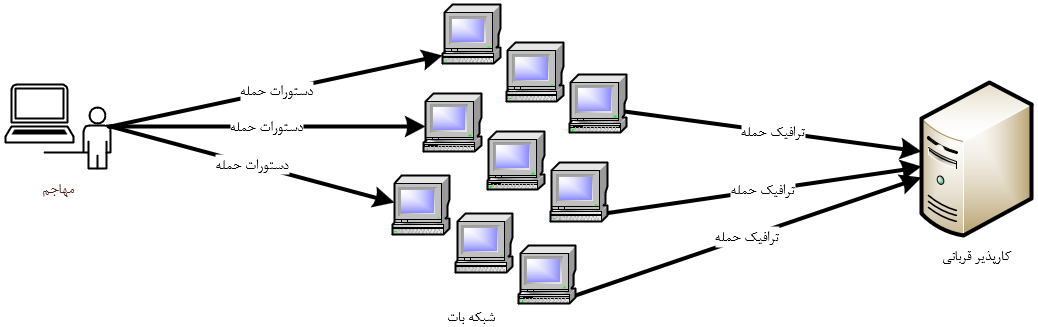 دستورات حمله
دستورات حمله
دستورات حمله
مهاجم
شبکه بات
ترافیک حمله
ترافیک حمله
ترافیک حمله
کارپذیر قربانی